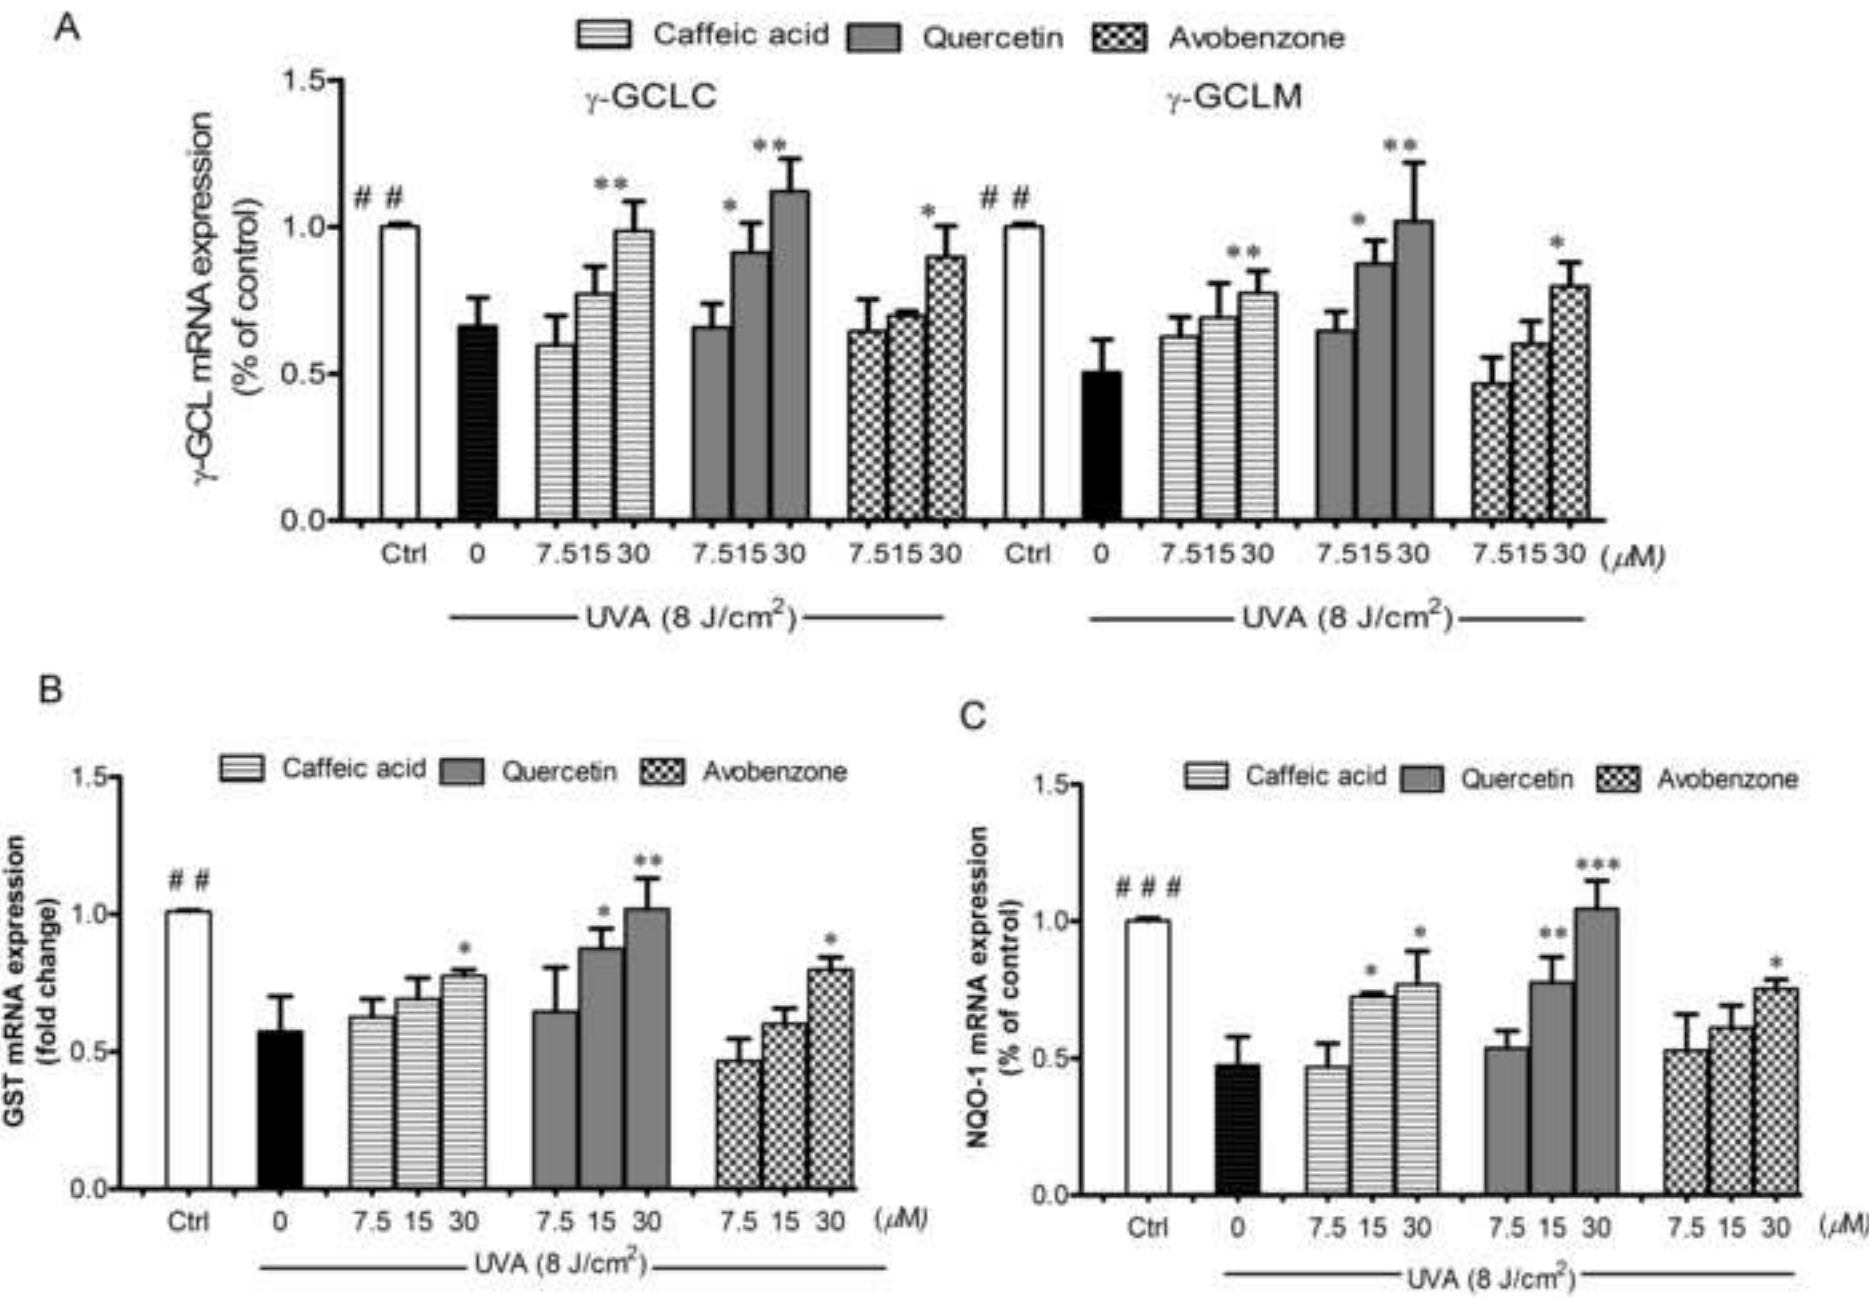 A
Caffeic acid Quercetin Avobenzone
γ-GCLC γ-GCLM
γ-GCL mRNA expression
(% of control)
1.5
1.0
0.5
0.0
# # ** * ** * # # ** * ** *
Ctrl 0 7.5 15 30 7.5 15 30 7.5 15 30 Ctrl 0 7.5 15 30 7.5 15 30 7.5 15 30 (μM)
UVA (8 J/cm²) UVA (8 J/cm²)
B
Caffeic acid Quercetin Avobenzone
GST mRNA expression
(fold change)
1.5
1.0
0.5
0.0
# # * * ** *
Ctrl 0 7.5 15 30 7.5 15 30 7.5 15 30 (μM)
UVA (8 J/cm²)
C
Caffeic acid Quercetin Avobenzone
NQO-1 mRNA expression
(% of control)
1.5
1.0
0.5
0.0
# # # * * ** *** *
Ctrl 0 7.5 15 30 7.5 15 30 7.5 15 30 (μM)
UVA (8 J/cm²)